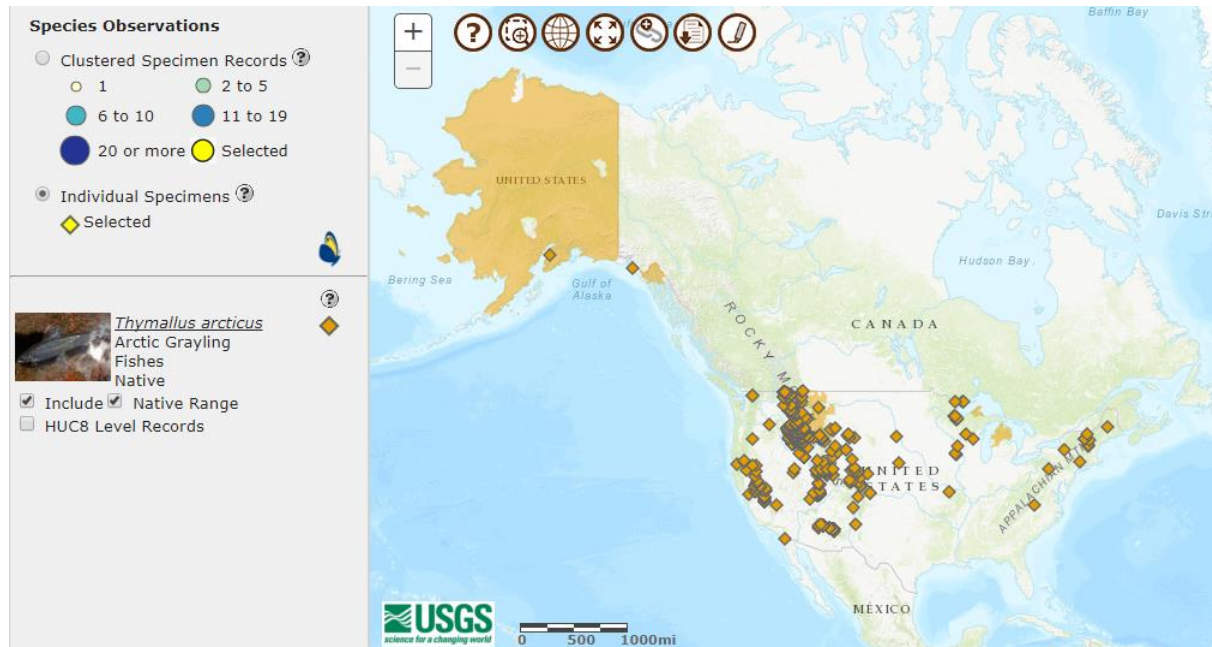 Species Observations
Clustered Specimen Records ?
1
2 to 5
6 to 10
11 to 19
20 or more
Selected
Individual Specimens ?
Selected
?
Thymallus arcticus
Arctic Grayling
Fishes
Native
Include
Native Range
HUC8 Level Records
+
−
?
Baffin Bay
UNITED STATES
Davis Str
Bering Sea
Gulf of
Alaska
Hudson Bay
ROCKY M
CANADA
UNITED
STATES
APPALACHIAN MT
MÉXICO
USGS
science for a changing world
0 500 1000mi